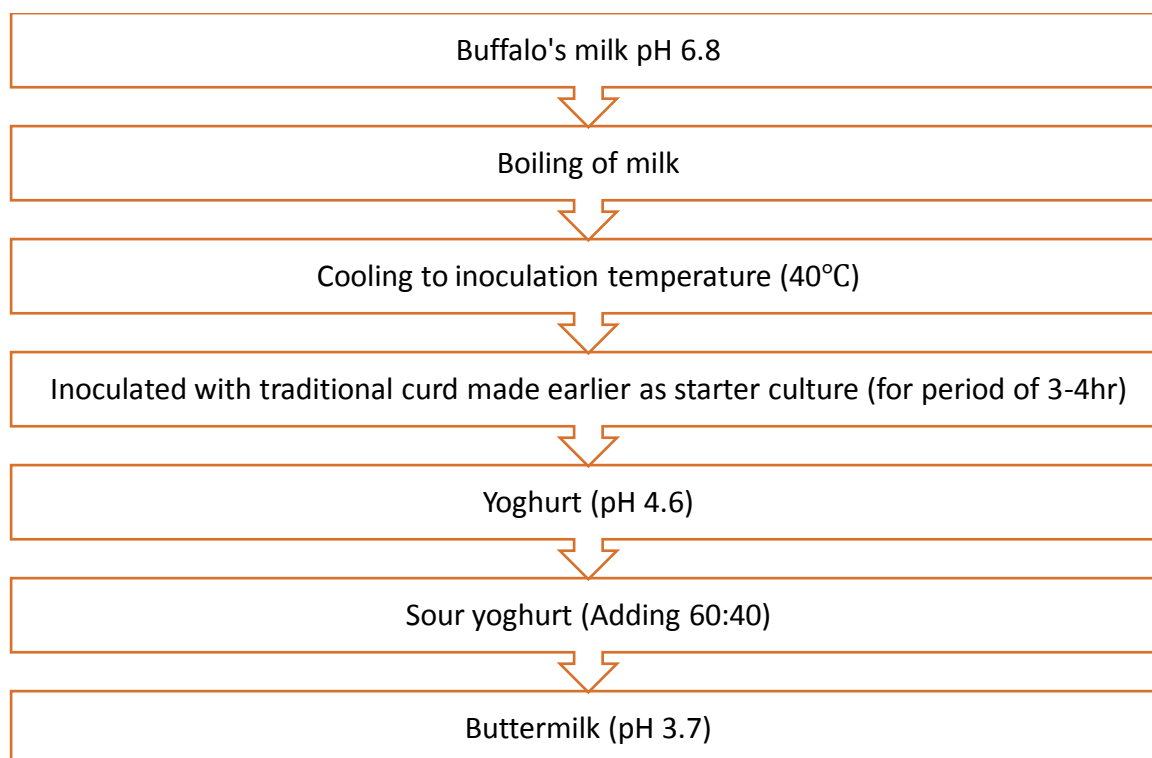 Buffalo's milk pH 6.8
Boiling of milk
Cooling to inoculation temperature (40℃)
Inoculated with traditional curd made earlier as starter culture (for period of 3-4hr)
Yoghurt (pH 4.6)
Sour yoghurt (Adding 60:40)
Buttermilk (pH 3.7)